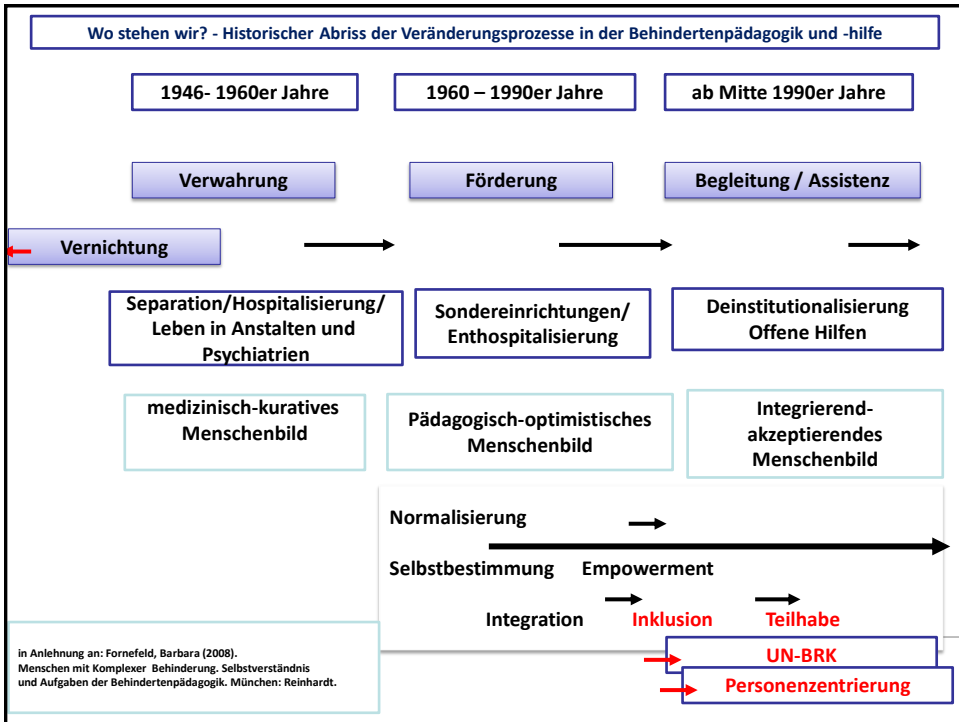 Wo stehen wir? - Historischer Abriss der Veränderungsprozesse in der Behindertenpädagogik und -hilfe
1946- 1960er Jahre
1960 – 1990er Jahre
ab Mitte 1990er Jahre
Verwahrung
Förderung
Begleitung / Assistenz
Vernichtung
Separation/Hospitalisierung/
Leben in Anstalten und
Psychiatrien
Sondereinrichtungen/
Enthospitalisierung
Deinstitutionalisierung
Offene Hilfen
medizinisch-kuratives
Menschenbild
Pädagogisch-optimistisches
Menschenbild
Integrierend-
akzeptierendes
Menschenbild
Normalisierung
Selbstbestimmung
Empowerment
Integration
Inklusion
Teilhabe
UN-BRK
Personenzentrierung
in Anlehnung an: Fornefeld, Barbara (2008).
Menschen mit Komplexer Behinderung. Selbstverständnis
und Aufgaben der Behindertenpädagogik. München: Reinhardt.